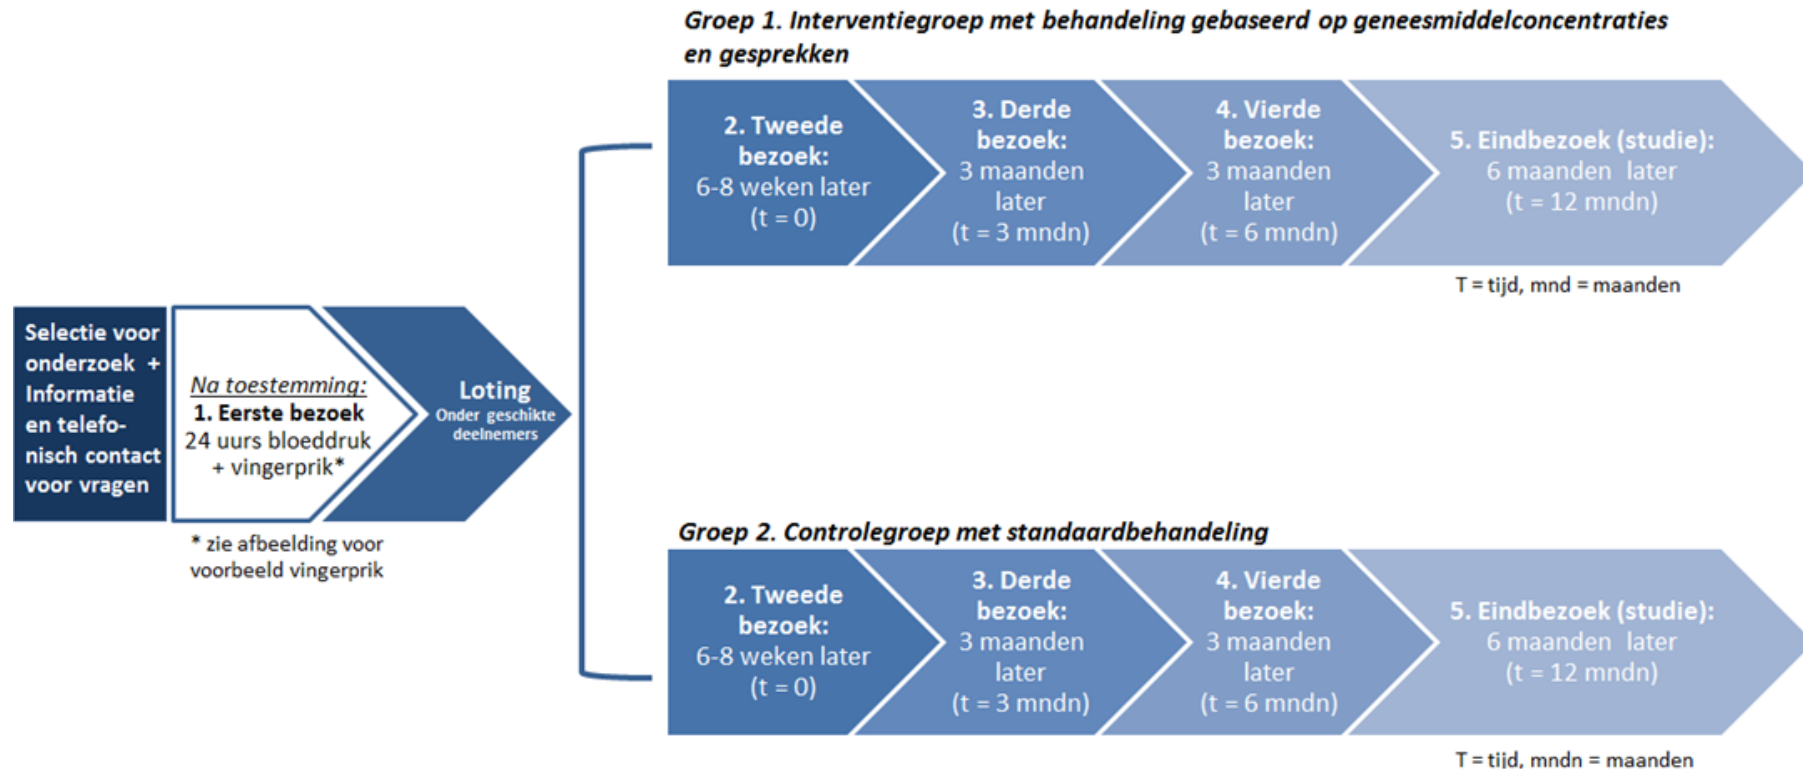 Groep 1. Interventiegroep met behandeling gebaseerd op geneesmiddelconcentraties
en gesprekken
2. Tweede
bezoek:
6-8 weken later
(t = 0)
3. Derde
bezoek:
3 maanden
later
(t = 3 mndn)
4. Vierde
bezoek:
3 maanden
later
(t = 6 mndn)
5. Eindbezoek (studie):
6 maanden later
(t = 12 mndn)
T = tijd, mnd = maanden
Selectie voor
onderzoek +
Informatie
en telefo-
nisch contact
voor vragen
Na toestemming:
1. Eerste bezoek
24 uurs bloeddruk
+ vingerprik*
* zie afbeelding voor
voorbeeld vingerprik
Loting
Onder geschikte
deelnemers
Groep 2. Controlegroep met standaardbehandeling
2. Tweede
bezoek:
6-8 weken later
(t = 0)
3. Derde
bezoek:
3 maanden
later
(t = 3 mndn)
4. Vierde
bezoek:
3 maanden
later
(t = 6 mndn)
5. Eindbezoek (studie):
6 maanden later
(t = 12 mndn)
T = tijd, mndn = maanden